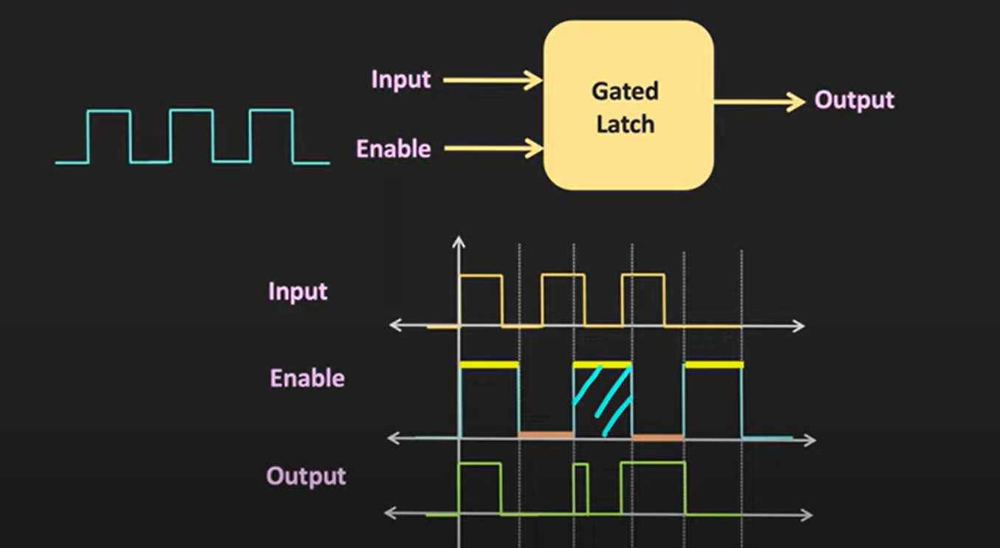 Input
Enable
Gated
Latch
Output
Input
Enable
Output